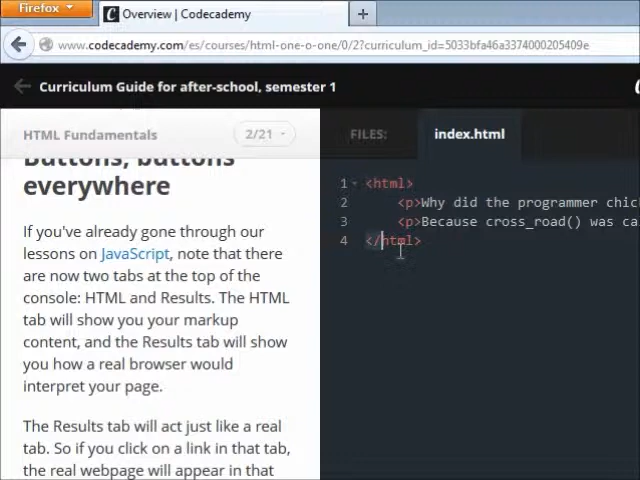 Firefox
Overview | Codecademy
www.codecademy.com/es/courses/html-one-o-one/0/2?curriculum_id=5033bfa46a3374000205409e
Curriculum Guide for after-school, semester 1
HTML Fundamentals
2/21
FILES:
index.html
Buttons, buttons
everywhere
If you've already gone through our
lessons on JavaScript, note that there
are now two tabs at the top of the
console: HTML and Results. The HTML
tab will show you your markup
content, and the Results tab will show
you how a real browser would
interpret your page.
The Results tab will act just like a real
tab. So if you click on a link in that tab,
the real webpage will appear in that
1 <html>
2 <p>Why did the programmer chic
3 <p>Because cross_road() was ca
4 </html>